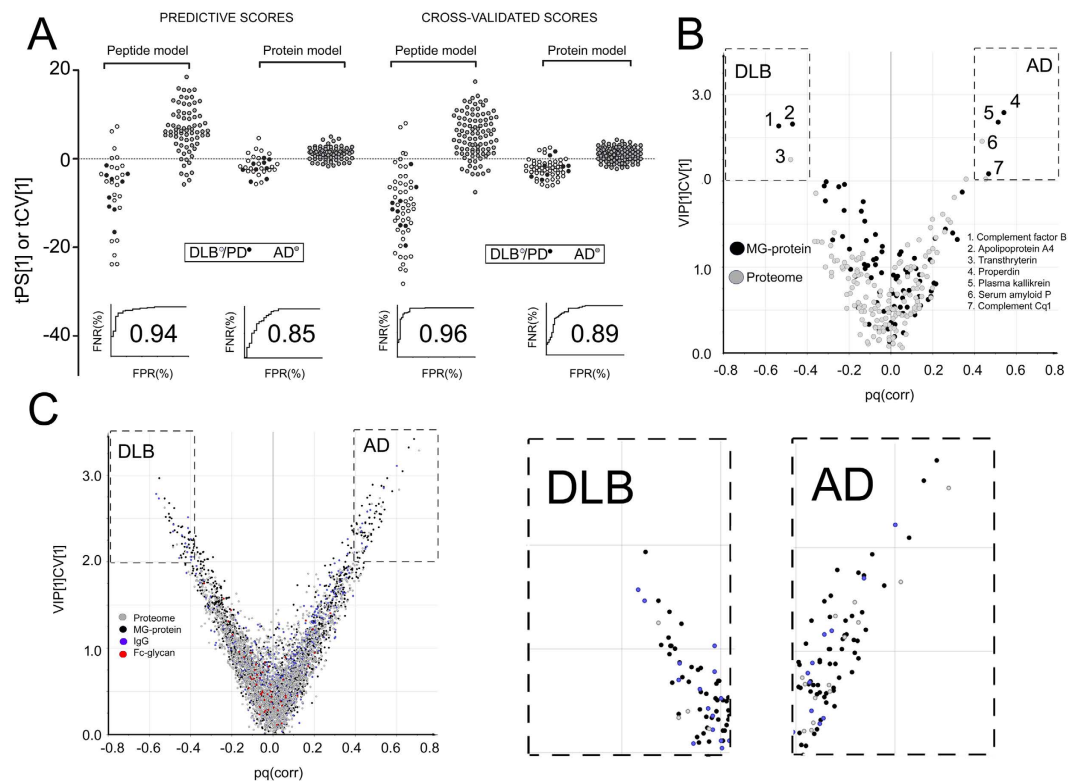 A
PREDICTIVE SCORES
CROSS-VALIDATED SCORES
Peptide model
Protein model
Peptide model
Protein model
20
10
0
-20
-40
tPS[1] or tCV[1]
DLB°/PD• AD°
DLB°/PD• AD°
FNR(%)
0.94
FPR(%)
FNR(%)
0.85
FPR(%)
FNR(%)
0.96
FPR(%)
FNR(%)
0.89
FPR(%)
B
DLB
AD
1
2
3
4
5
6
7
3.0
.0
1.0
0.0
VIP[1]CV[1]
MG-protein
Proteome
1. Complement factor B
2. Apolipoprotein A4
3. Transthryterin
4. Properdin
5. Plasma kallikrein
6. Serum amyloid P
7. Complement Cq1
-0.8 -0.6 -0.4 -0.2 0.0 0.2 0.4 0.6 0.8
pq(corr)
C
DLB
AD
3.0
2.0
1.0
0.0
VIP[1]CV[1]
Proteome
MG-protein
IgG
Fc-glycan
-0.8 -0.6 -0.4 -0.2 0.0 0.2 0.4 0.6 0.8
pq(corr)
DLB
AD